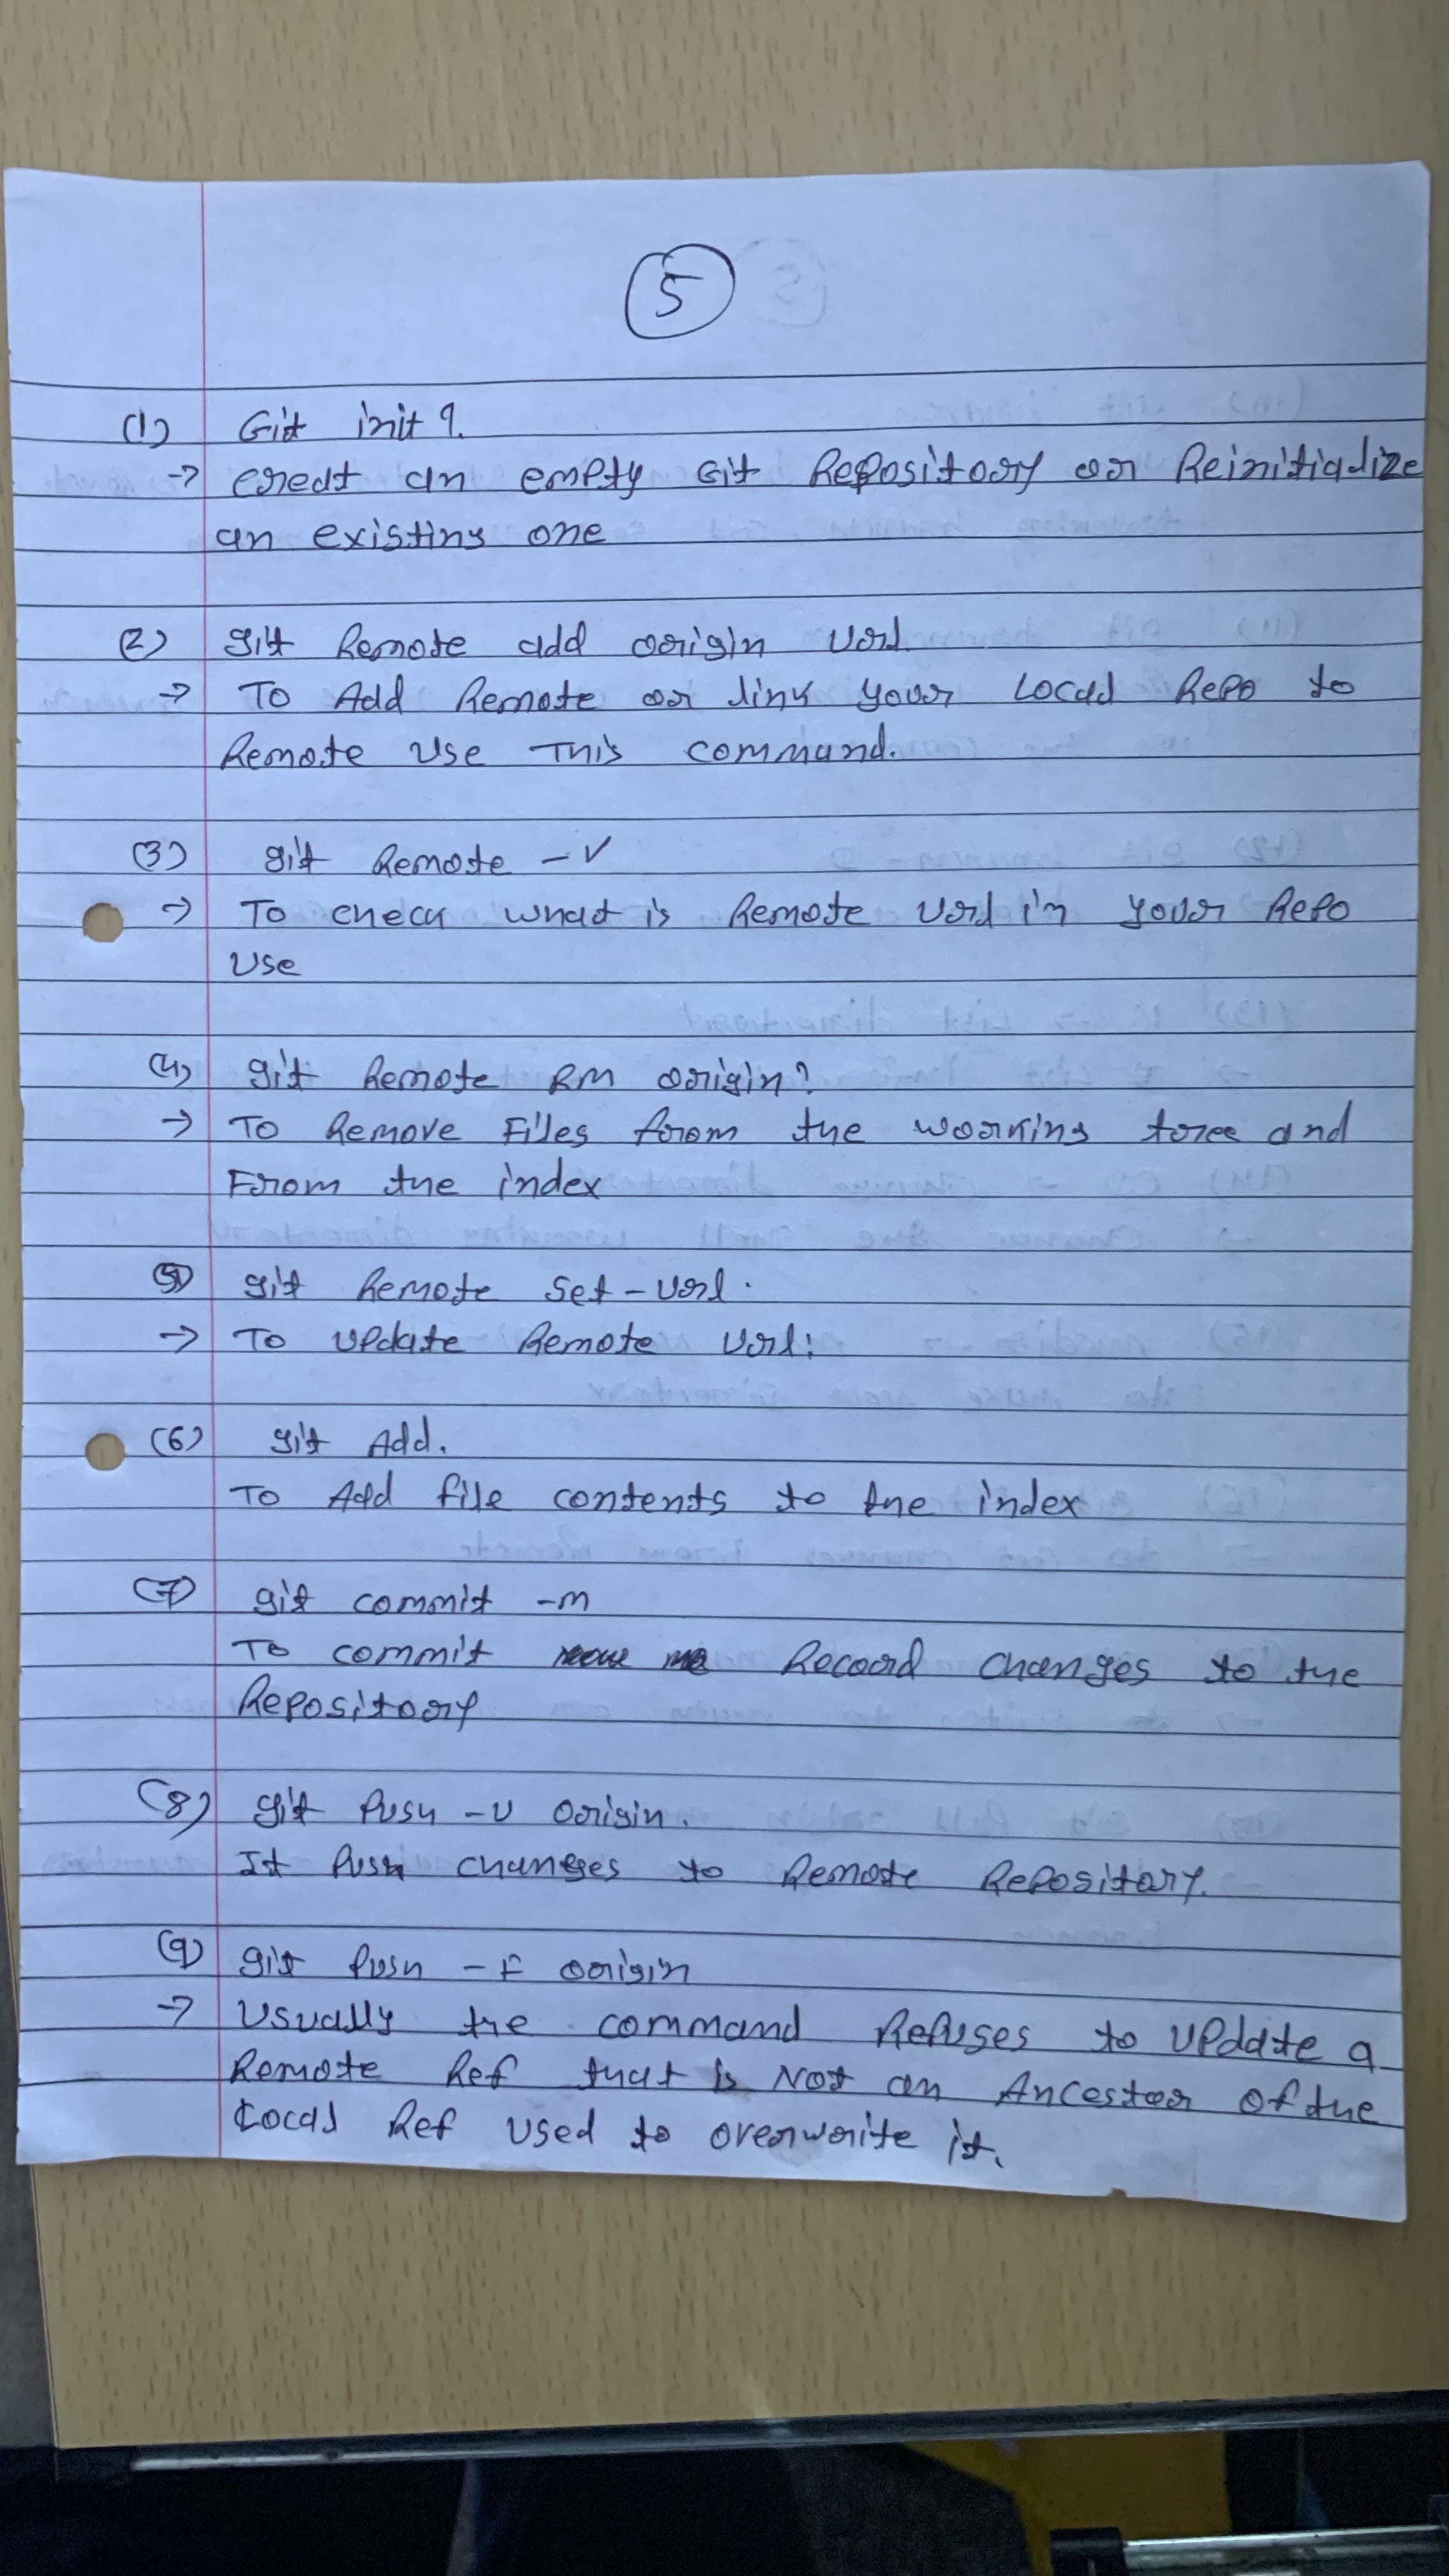 5
(1) Git init ?.
→ creat an empty Git Repository or Reinitialize
an existing one
(2) git Remote add origin Url
→ To Add Remote or link your Local Repo to
Remote Use This command.
(3) git Remote -V
→ To check what is Remote Url in your Repo
Use
(4) git Remote RM origin?
→ To Remove Files from the working tree and
From the index
(5) git Remote Set-Url.
→ To update Remote Url:
(6) git Add.
To Add file contents to the index
(7) git commit -m
To commit Record changes to the
Repository
(8) git Push -U Origin.
It Push changes to Remote Repository.
(9) git Push -F origin
→ Usually the command Refuses to update a
Remote Ref that is Not an Ancestor of the
Local Ref used to overwrite it.